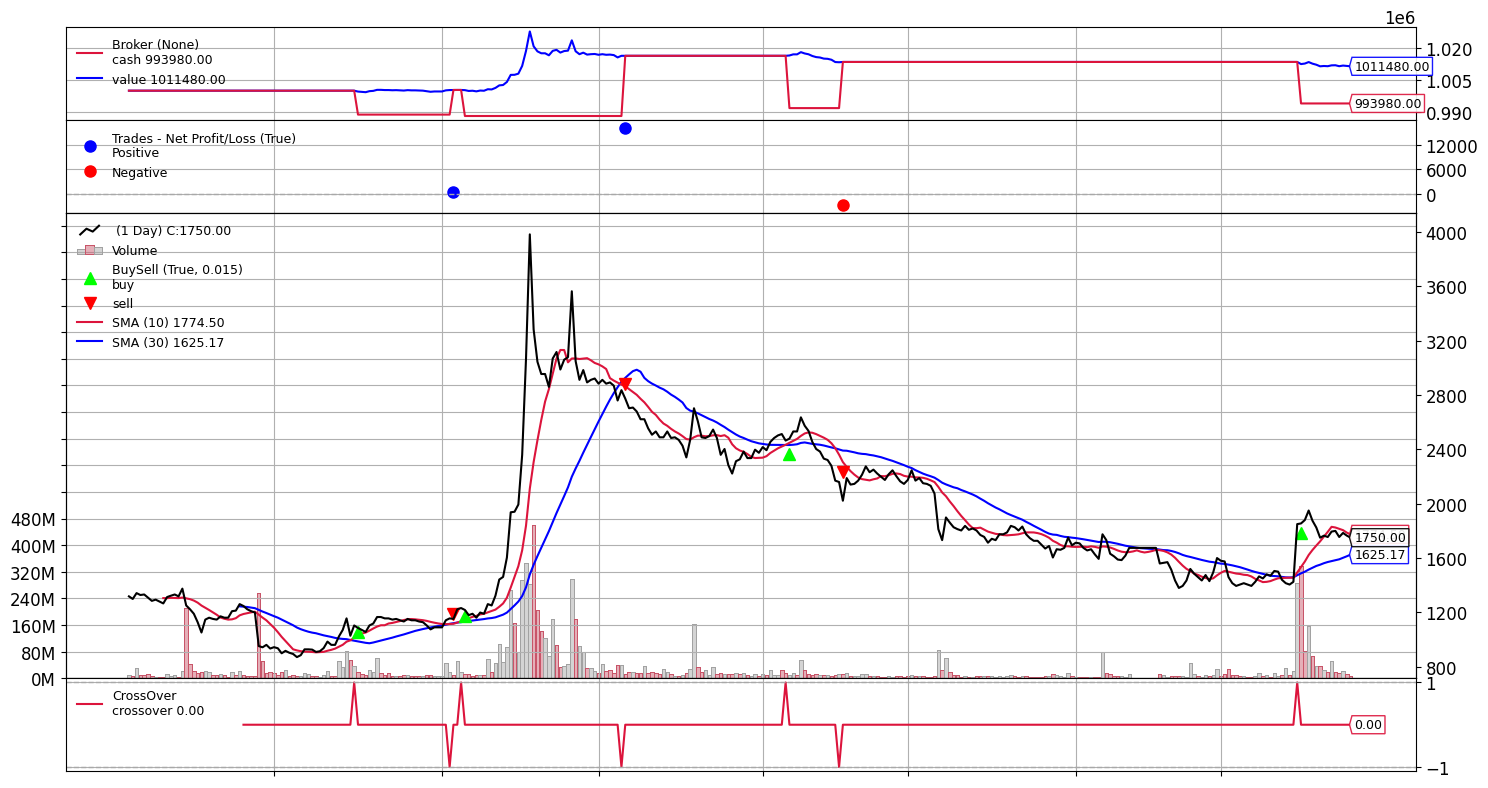 1e6
Broker (None)
cash 993980.00
value 1011480.00
1.020
1.005
0.990
1011480.00
993980.00
Trades - Net Profit/Loss (True)
Positive
Negative
12000
6000
0
(1 Day) C:1750.00
Volume
BuySell (True, 0.015)
buy
sell
SMA (10) 1774.50
SMA (30) 1625.17
4000
3600
3200
2800
2400
2000
1600
1200
800
1750.00
1625.17
480M
400M
320M
240M
160M
80M
0M
CrossOver
crossover 0.00
1
0.00
−1